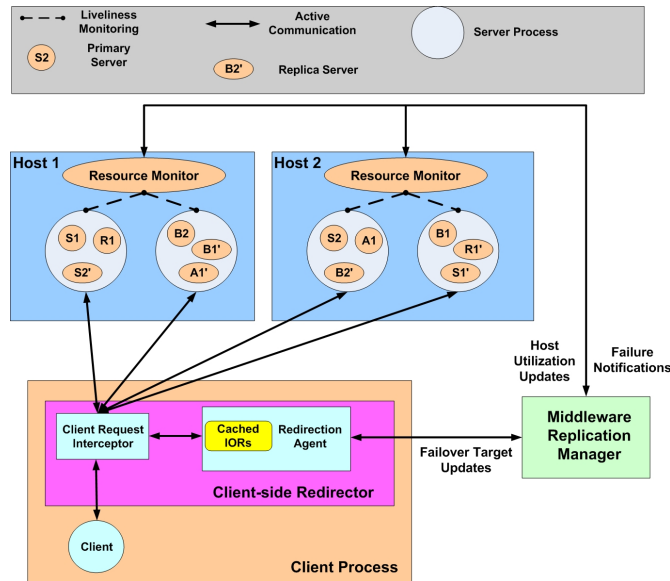 Liveliness
Monitoring
Active
Communication
Server Process
S2
Primary
Server
B2'
Replica Server
Host 1
Resource Monitor
S1
R1
S2'
B2
B1'
A1'
Host 2
Resource Monitor
S2
A1
B2'
B1
R1'
S1'
Host
Utilization
Updates
Failure
Notifications
Client Request
Interceptor
Cached
IORs
Redirection
Agent
Client-side Redirector
Failover Target
Updates
Middleware
Replication
Manager
Client
Client Process